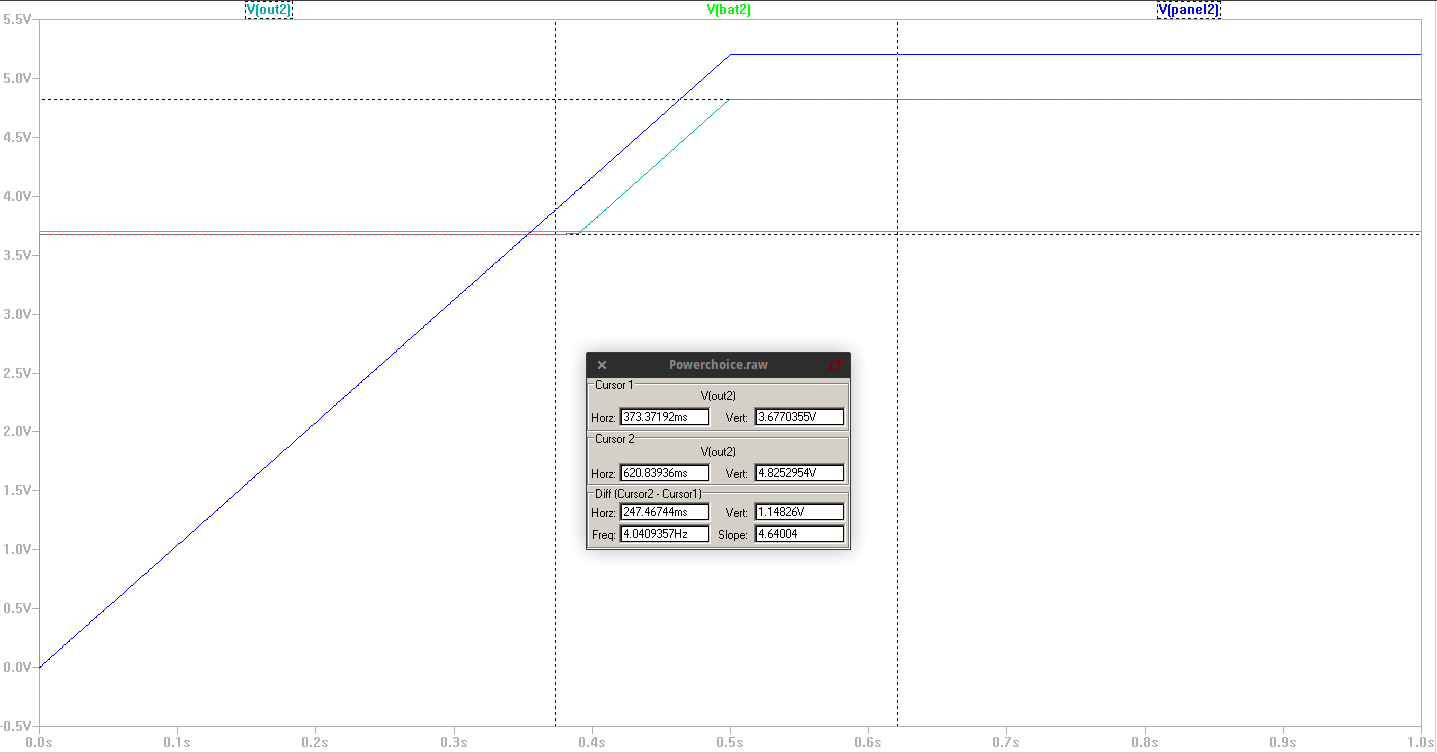 V(out2) V(bat2) V(panel2)
5.5V
5.0V
4.5V
4.0V
3.5V
3.0V
2.5V
2.0V
1.5V
1.0V
0.5V
0.0V
-0.5V
0.0s 0.1s 0.2s 0.3s 0.4s 0.5s 0.6s 0.7s 0.8s 0.9s 1.0s
Powerchoice.raw
Cursor 1
V(out2)
Horz: 373.37192ms Vert: 3.6770355V
Cursor 2
V(out2)
Horz: 620.83936ms Vert: 4.8252954V
Diff (Cursor2 - Cursor1)
Horz: 247.46744ms Vert: 1.14826V
Freq: 4.0409357Hz Slope: 4.64004